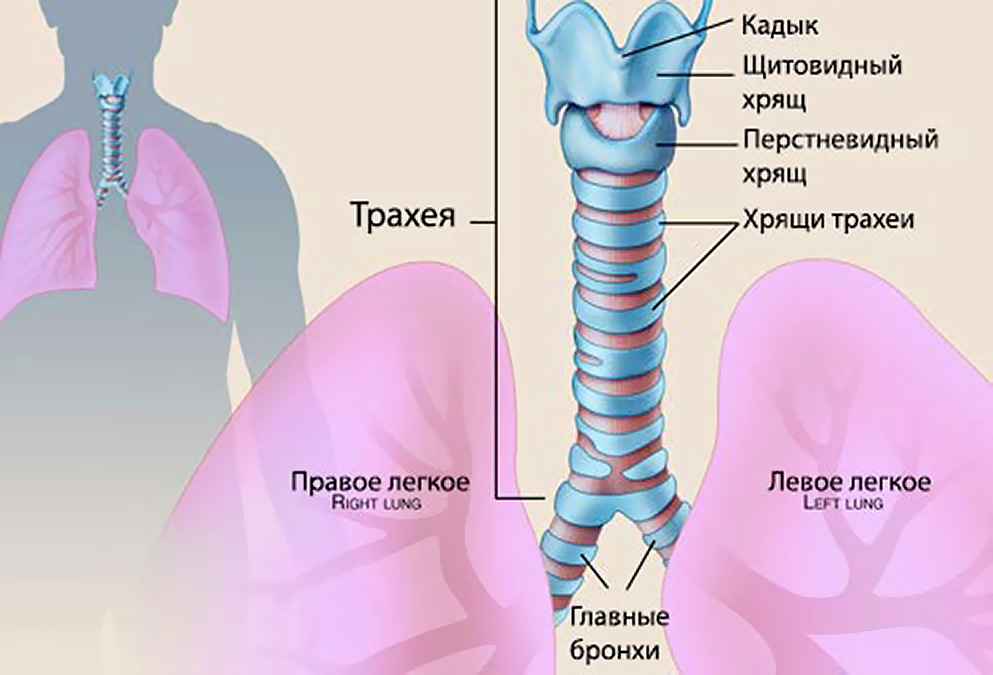 Кадык
Щитовидный
хрящ
Перстневидный
хрящ
Трахея
Хрящи трахеи
Правое легкое
RIGHT LUNG
Левое легкое
LEFT LUNG
Главные
бронхи